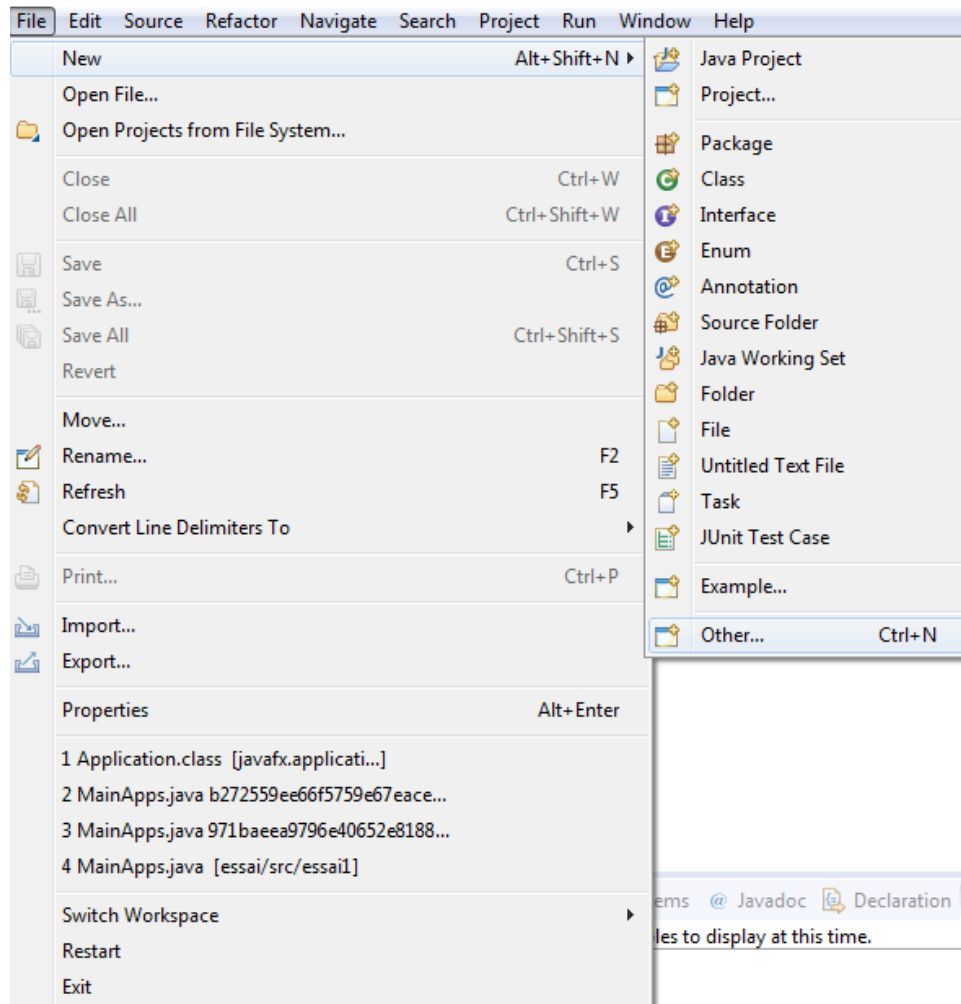 File Edit Source Refactor Navigate Search Project Run Window Help
New Alt+Shift+N
Open File...
Open Projects from File System...
Close Ctrl+W
Close All Ctrl+Shift+W
Save Ctrl+S
Save As...
Save All Ctrl+Shift+S
Revert
Move...
Rename... F2
Refresh F5
Convert Line Delimiters To
Print... Ctrl+P
Import...
Export...
Properties Alt+Enter
1 Application.class [javafx.applicati...]
2 MainApps.java b272559ee66f5759e67eace...
3 MainApps.java 971baeea9796e40652e8188...
4 MainApps.java [essai/src/essai1]
Switch Workspace
Restart
Exit
Java Project
Project...
Package
Class
Interface
Enum
Annotation
Source Folder
Java Working Set
Folder
File
Untitled Text File
Task
JUnit Test Case
Example...
Other... Ctrl+N
ems @ Javadoc Declaration
les to display at this time.